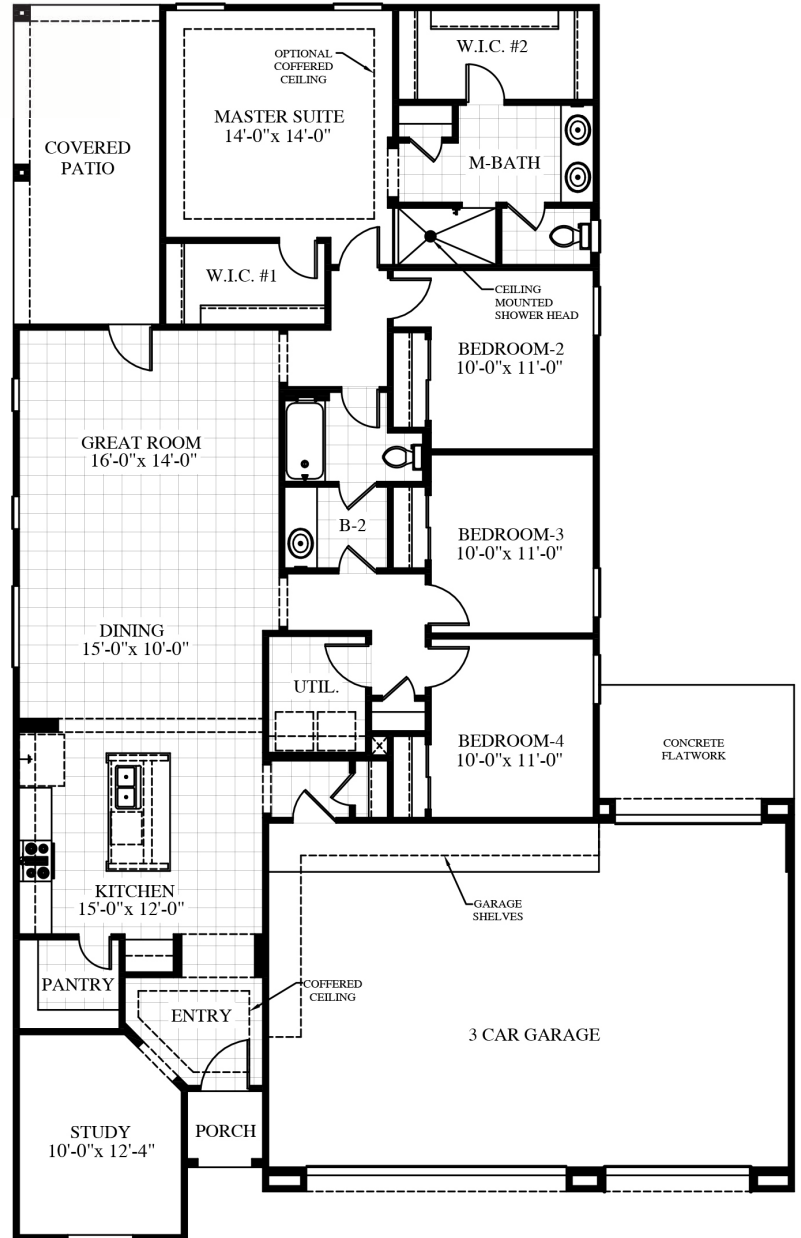 W.I.C. #2
OPTIONAL
COFFERED
CEILING
MASTER SUITE
14'-0"x 14'-0"
COVERED
PATIO
M-BATH
W.I.C. #1
CEILING
MOUNTED
SHOWER HEAD
BEDROOM-2
10'-0"x 11'-0"
GREAT ROOM
16'-0"x 14'-0"
B-2
BEDROOM-3
10'-0"x 11'-0"
DINING
15'-0"x 10'-0"
UTIL.
BEDROOM-4
10'-0"x 11'-0"
CONCRETE
FLATWORK
KITCHEN
15'-0"x 12'-0"
GARAGE
SHELVES
PANTRY
COFFERED
CEILING
ENTRY
3 CAR GARAGE
STUDY
10'-0"x 12'-4"
PORCH